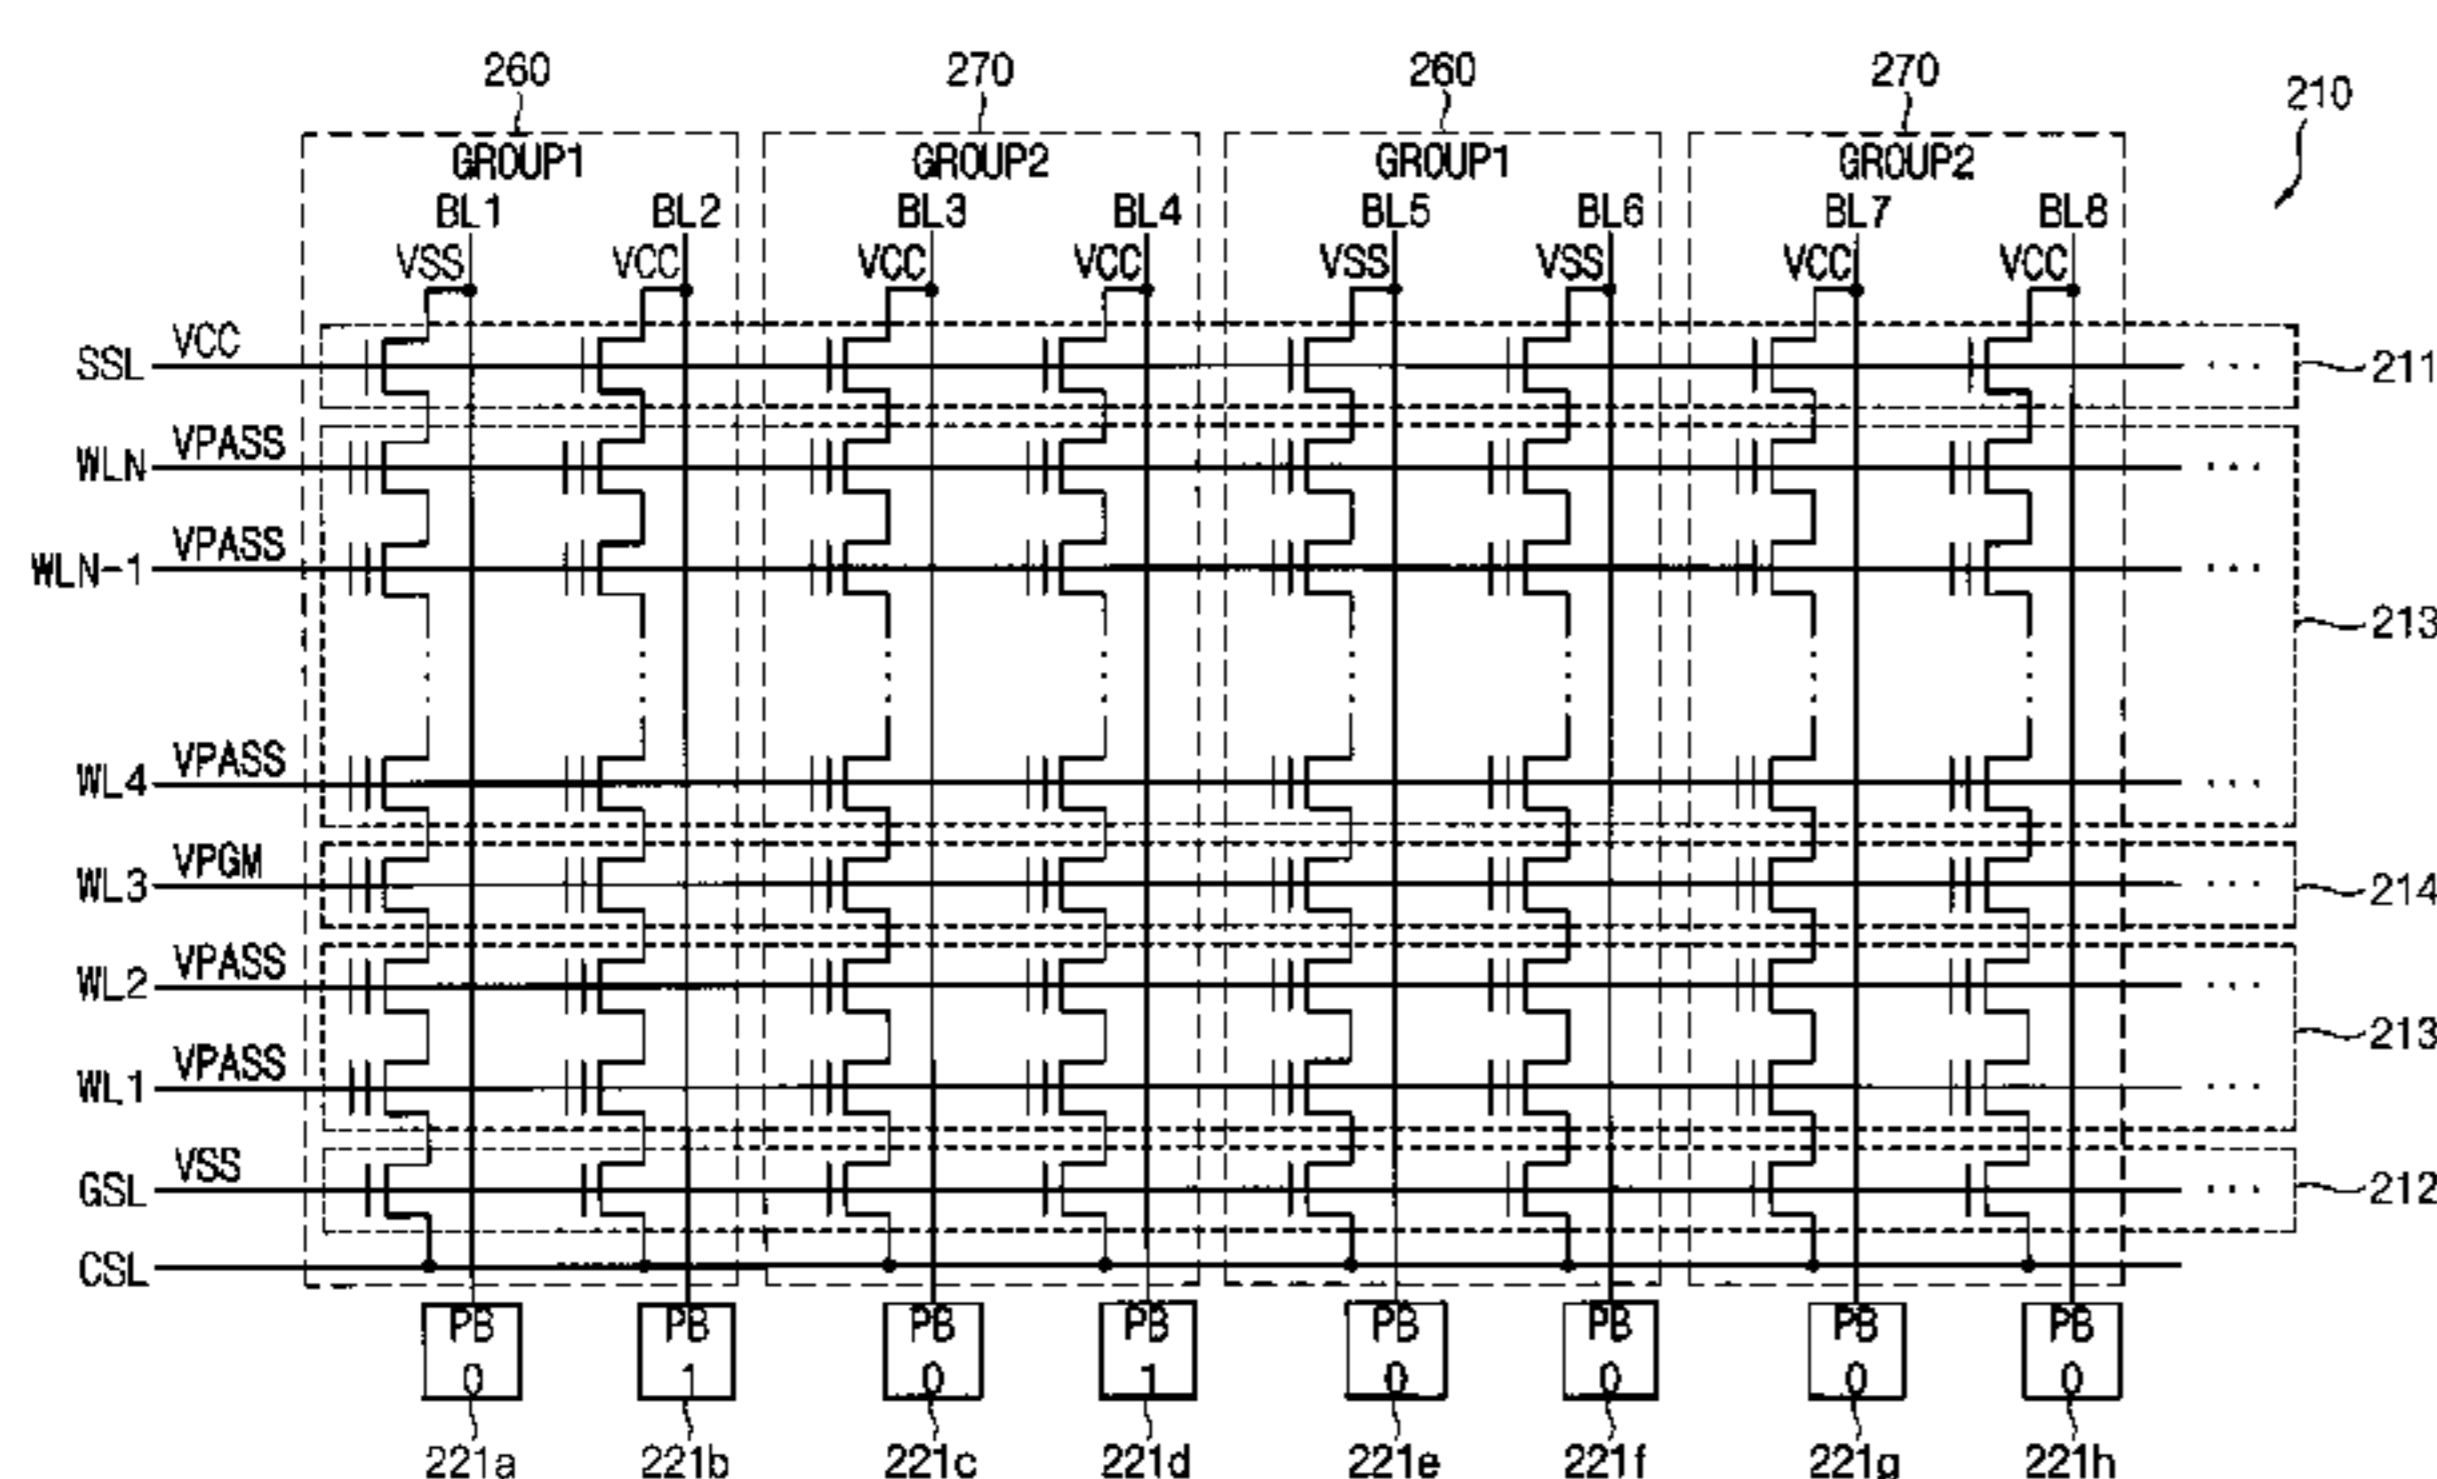 260 270 260 270
210
GROUP1 GROUP2 GROUP1 GROUP2
BL1 BL2 BL3 BL4 BL5 BL6 BL7 BL8
VSS VCC VCC VCC VSS VSS VCC VCC
SSL VCC ... 211
WLN VPASS ...
WLN-1 VPASS ...
213
WL4 VPASS ...
WL3 VPGM ... 214
WL2 VPASS ...
213
WL1 VPASS ...
GSL VSS ... 212
CSL
PB PB PB PB PB PB PB PB
0 1 0 1 0 0 0 0
221a 221b 221c 221d 221e 221f 221g 221h